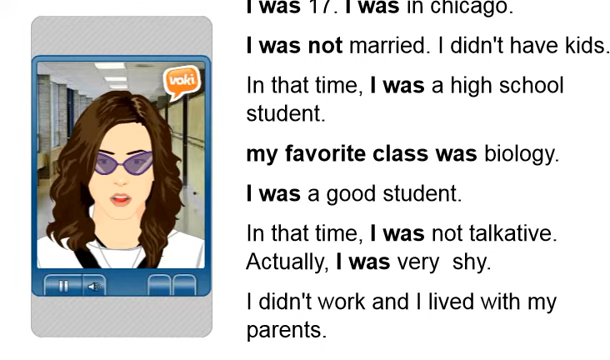 I was 17. I was in chicago.
I was not married. I didn't have kids.
In that time, I was a high school
student.
my favorite class was biology.
I was a good student.
In that time, I was not talkative.
Actually, I was very  shy.
I didn't work and I lived with my
parents.
voki